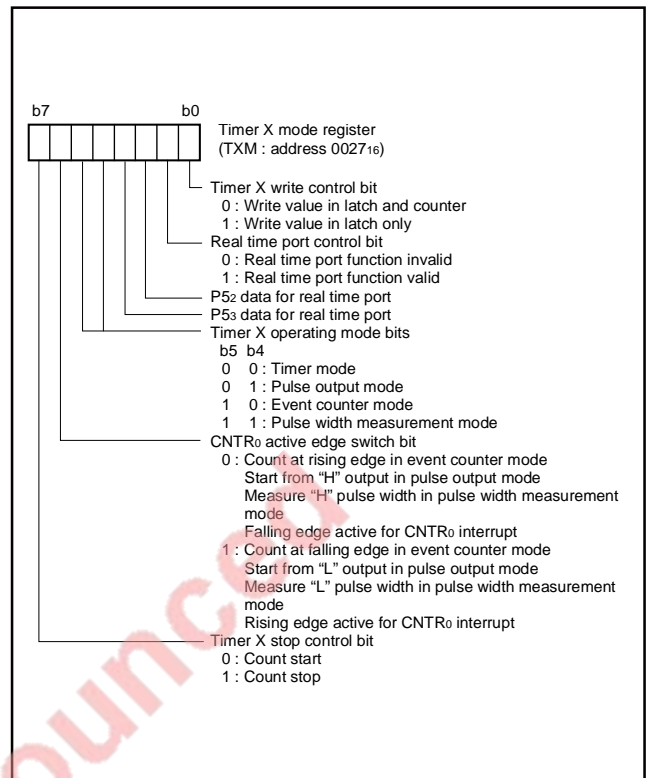 b7 b0
Timer X mode register
(TXM : address 002716)
Timer X write control bit
0 : Write value in latch and counter
1 : Write value in latch only
Real time port control bit
0 : Real time port function invalid
1 : Real time port function valid
P52 data for real time port
P53 data for real time port
Timer X operating mode bits
b5 b4
0 0 : Timer mode
0 1 : Pulse output mode
1 0 : Event counter mode
1 1 : Pulse width measurement mode
CNTR0 active edge switch bit
0 : Count at rising edge in event counter mode
Start from “H” output in pulse output mode
Measure “H” pulse width in pulse width measurement
mode
Falling edge active for CNTR0 interrupt
1 : Count at falling edge in event counter mode
Start from “L” output in pulse output mode
Measure “L” pulse width in pulse width measurement
mode
Rising edge active for CNTR0 interrupt
Timer X stop control bit
0 : Count start
1 : Count stop
ounced